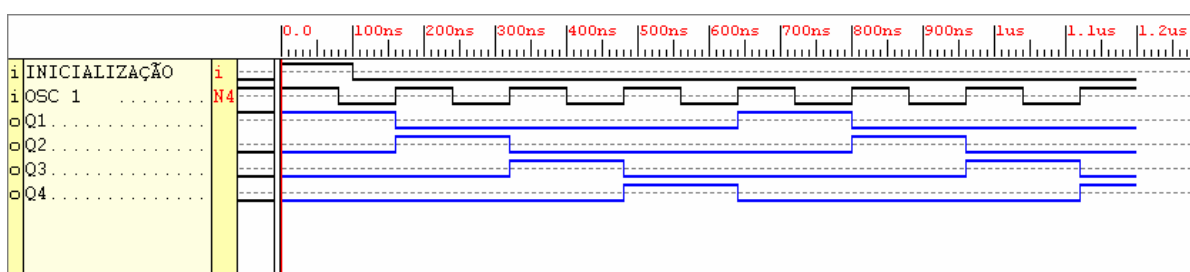 0.0 100ns 200ns 300ns 400ns 500ns 600ns 700ns 800ns 900ns 1us 1.1us 1.2us
i INICIALIZAÇÃO i
i OSC 1 ........ N4
o Q1..............
o Q2..............
o Q3..............
o Q4..............